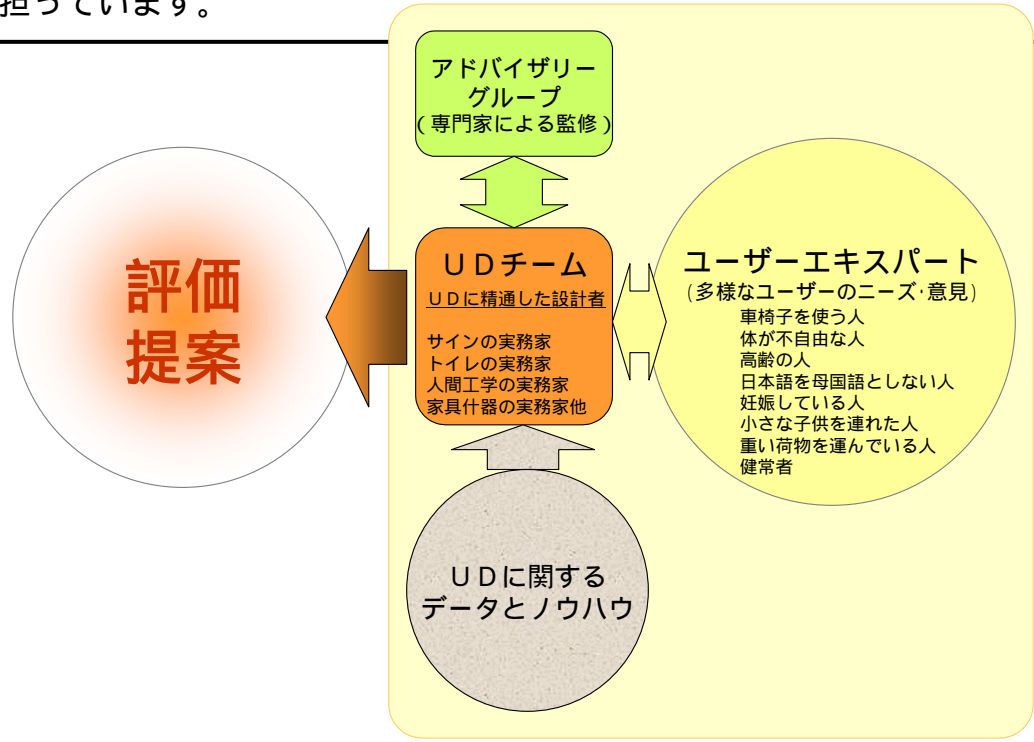 担っています。
アドバイザリー
グループ
(専門家による監修)
評価
提案
UDチーム
UDに精通した設計者
サインの実務家
トイレの実務家
人間工学の実務家
家具什器の実務家他
ユーザーエキスパート
(多様なユーザーのニーズ・意見)
車椅子を使う人
体が不自由な人
高齢の人
日本語を母国語としない人
妊娠している人
小さな子供を連れた人
重い荷物を運んでいる人
健常者
UDに関する
データとノウハウ